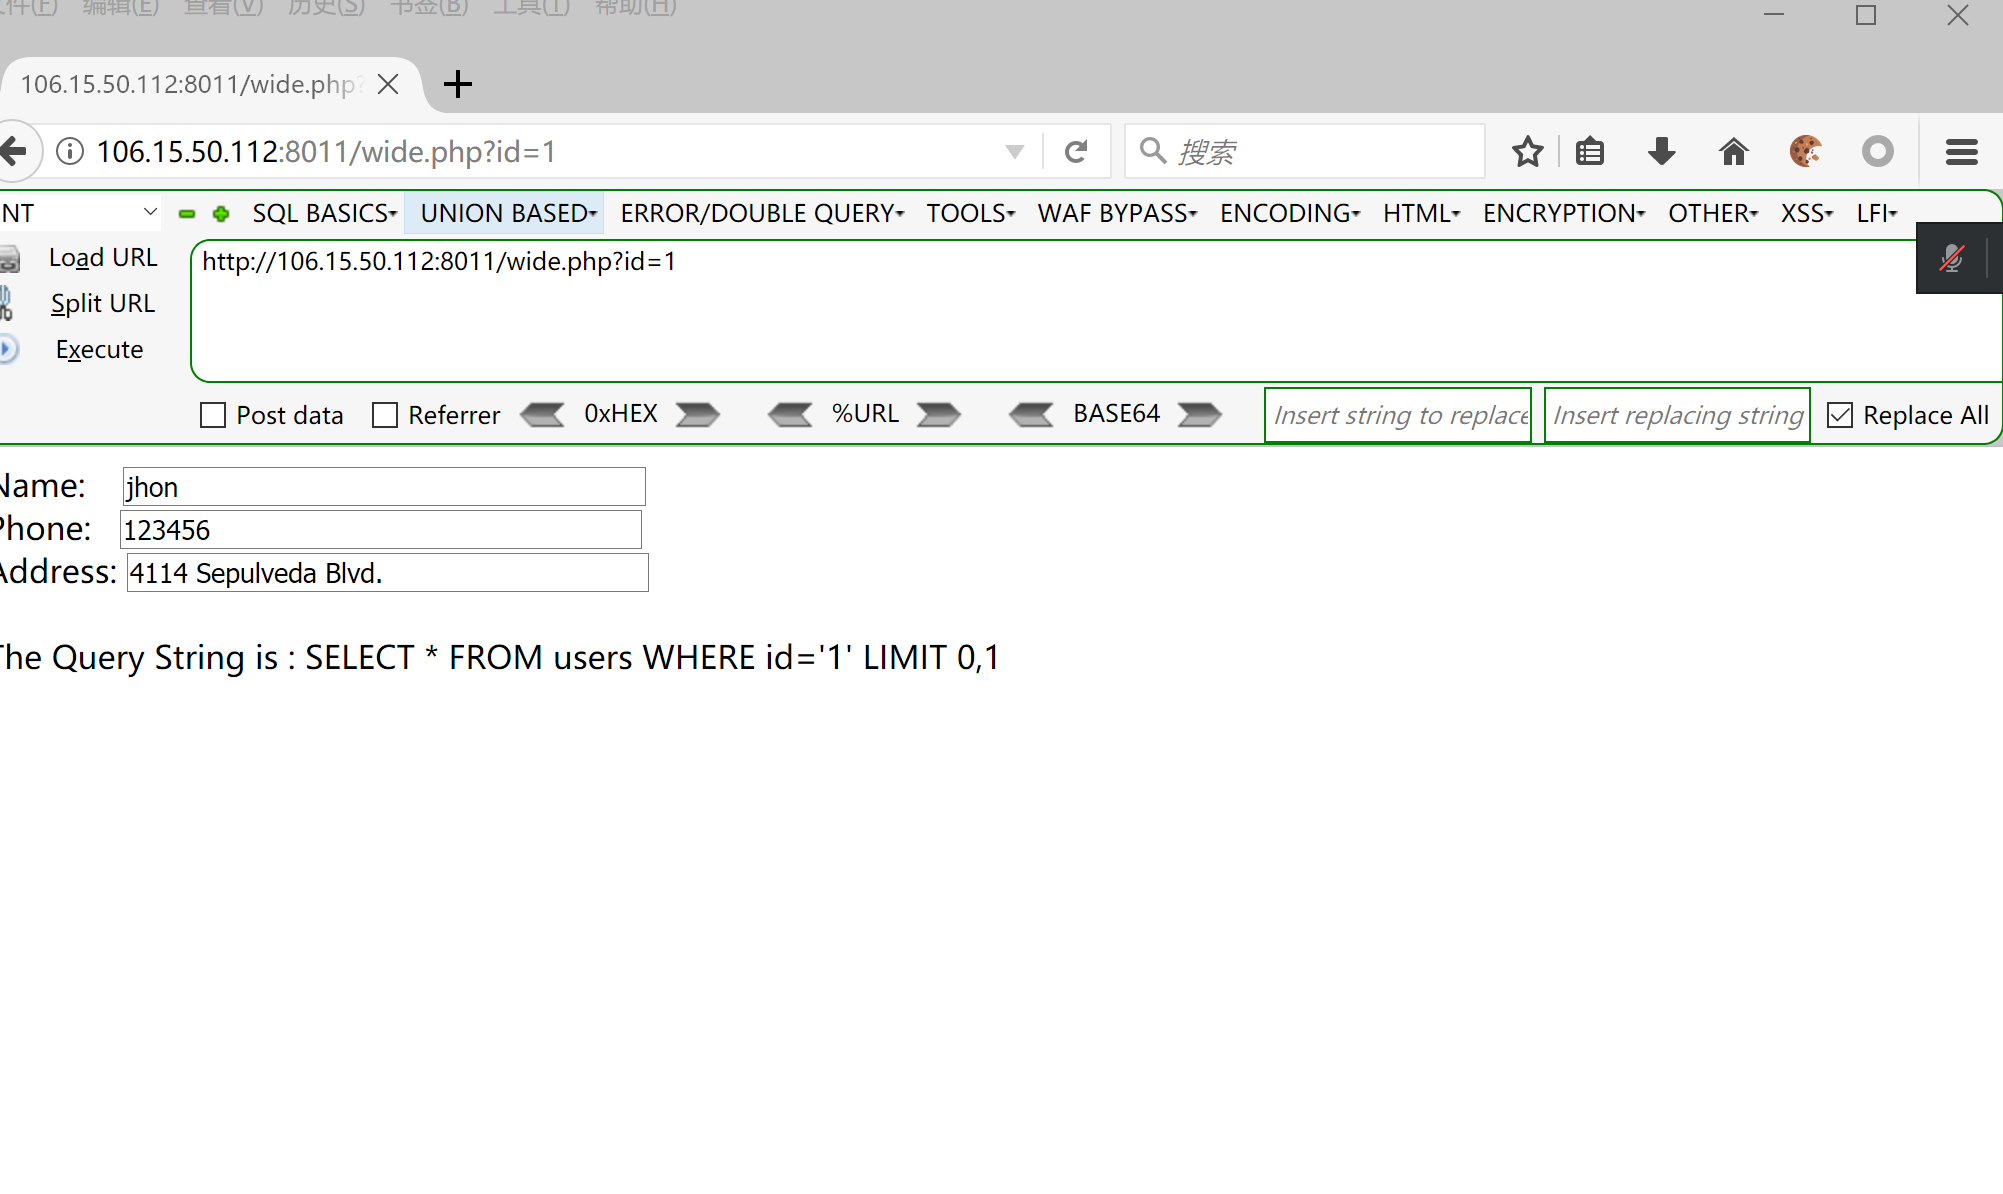 文件(F) 编辑(E) 查看(V) 历史(S) 书签(B) 工具(T) 帮助(H)
106.15.50.112:8011/wide.php?
106.15.50.112:8011/wide.php?id=1
搜索
NT SQL BASICS UNION BASED ERROR/DOUBLE QUERY TOOLS WAF BYPASS ENCODING HTML ENCRYPTION OTHER XSS LFI
Load URL
http://106.15.50.112:8011/wide.php?id=1
Split URL
Execute
Post data Referrer 0xHEX %URL BASE64 Insert string to replace Insert replacing string Replace All
Name: jhon
Phone: 123456
Address: 4114 Sepulveda Blvd.
The Query String is : SELECT * FROM users WHERE id='1' LIMIT 0,1